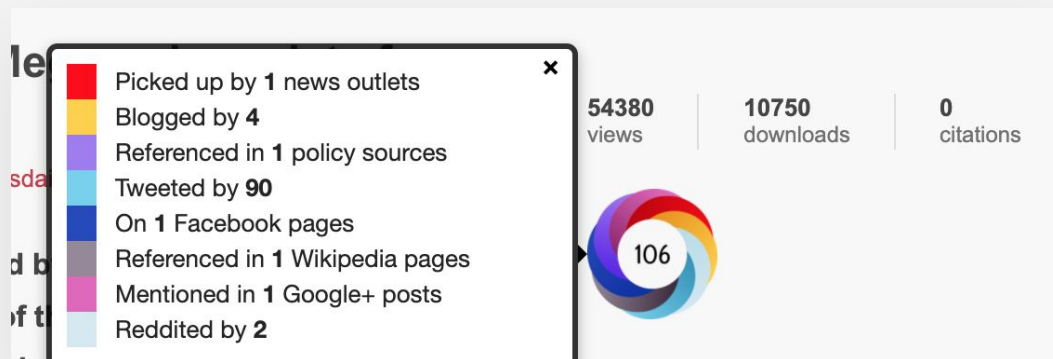 Picked up by 1 news outlets
Blogged by 4
Referenced in 1 policy sources
Tweeted by 90
On 1 Facebook pages
Referenced in 1 Wikipedia pages
Mentioned in 1 Google+ posts
Reddited by 2
×
54380
views
10750
downloads
0
citations
106